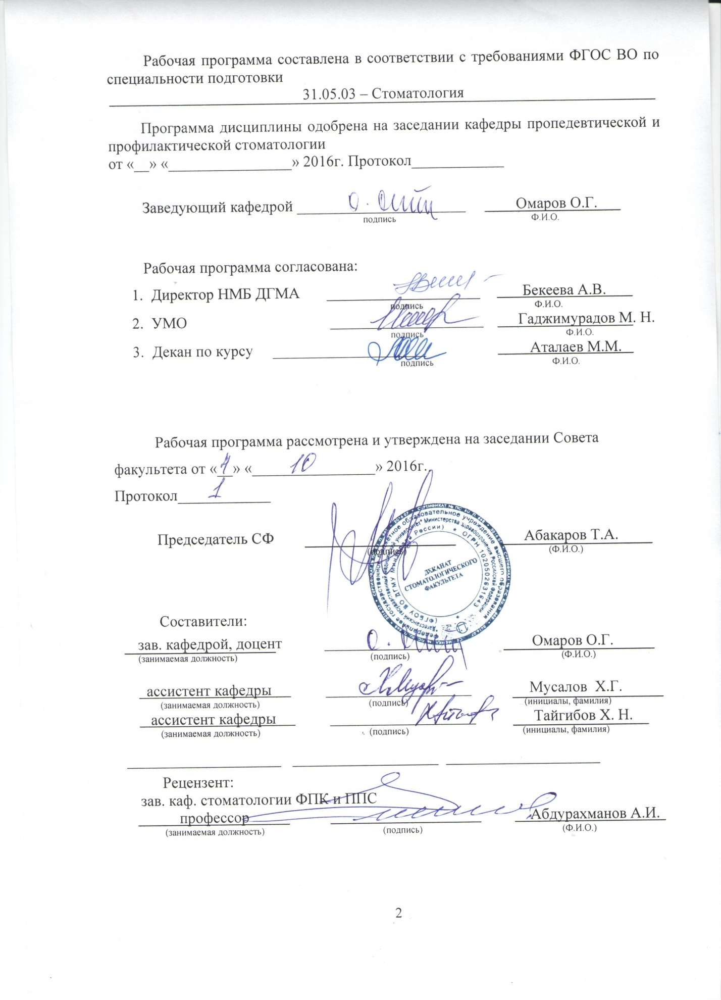 Рабочая программа составлена в соответствии с требованиями ФГОС ВО по
специальности подготовки
31.05.03 – Стоматология
Программа дисциплины одобрена на заседании кафедры пропедевтической и
профилактической стоматологии
от «__» «________________» 2016г. Протокол____________
Заведующий кафедрой ______________________ Омаров О.Г.
подпись Ф.И.О.
Рабочая программа согласована:
1. Директор НМБ ДГМА ____________________ Бекеева А.В.
подпись Ф.И.О.
2. УМО ____________________ Гаджимурадов М. Н.
подпись Ф.И.О.
3. Декан по курсу ____________________ Аталаев М.М.
подпись Ф.И.О.
Рабочая программа рассмотрена и утверждена на заседании Совета
факультета от «4» «10» 2016г.
Протокол 1
Председатель СФ ____________________ Абакаров Т.А.
(подпись) (Ф.И.О.)
ДЕКАНАТ
СТОМАТОЛОГИЧЕСКОГО
ФАКУЛЬТЕТА
Федеральное государственное бюджетное образовательное учреждение высшего образования
"Дагестанский государственный медицинский университет" Министерства здравоохранения Российской Федерации
(ФГБОУ ВО ДГМУ Минздрава России) * ОГРН 1020502631643 *
Составители:
зав. кафедрой, доцент ____________________ Омаров О.Г.
(занимаемая должность) (подпись) (Ф.И.О.)
ассистент кафедры ____________________ Мусалов Х.Г.
(занимаемая должность) (подпись) (инициалы, фамилия)
ассистент кафедры ____________________ Тайгибов Х. Н.
(занимаемая должность) (подпись) (инициалы, фамилия)
Рецензент:
зав. каф. стоматологии ФПК и ППС
профессор ____________________ Абдурахманов А.И.
(занимаемая должность) (подпись) (Ф.И.О.)
2